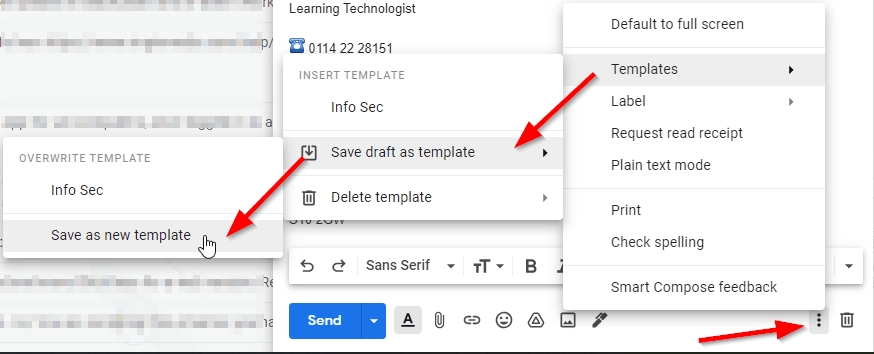 Learning Technologist
0114 22 28151
INSERT TEMPLATE
Info Sec
Save draft as template
Delete template
OVERWRITE TEMPLATE
Info Sec
Save as new template
Default to full screen
Templates
Label
Request read receipt
Plain text mode
Print
Check spelling
Smart Compose feedback
Sans Serif
B
Send
A